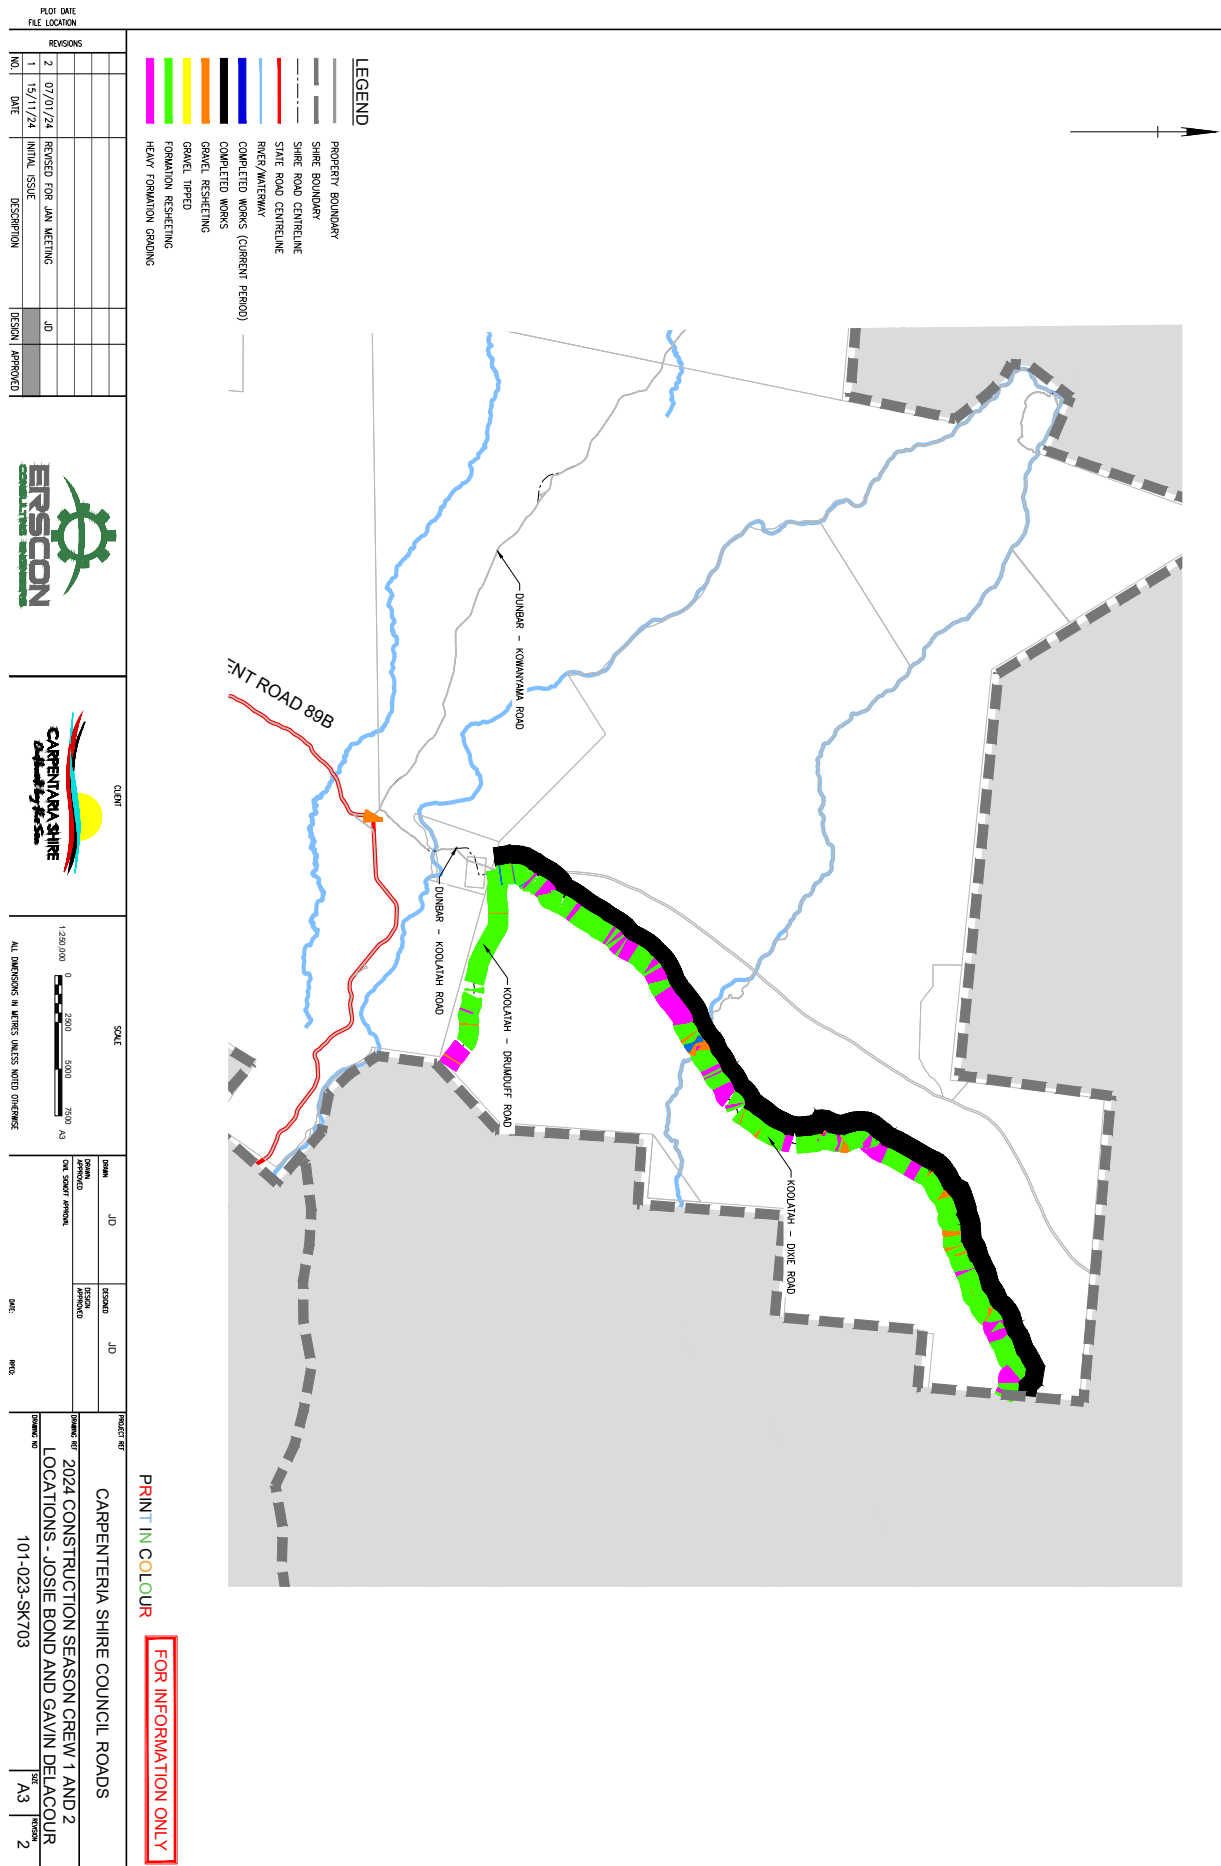 LEGEND
PROPERTY BOUNDARY
SHIRE BOUNDARY
SHIRE ROAD CENTRELINE
STATE ROAD CENTRELINE
RIVER/WATERWAY
COMPLETED WORKS (CURRENT PERIOD)
COMPLETED WORKS
GRAVEL RESHEETING
GRAVEL TIPPED
FORMATION RESHEETING
HEAVY FORMATION GRADING
DUNBAR - KOWANYAMA ROAD
ENT ROAD 89B
DUNBAR - KOOLATAH ROAD
KOOLATAH - DRUMDUFF ROAD
KOOLATAH - DIXIE ROAD
PRINT IN COLOUR
FOR INFORMATION ONLY
PLOT DATE
FILE LOCATION
REVISIONS
2 07/01/24 REVISED FOR JAN MEETING JD
1 15/11/24 INITIAL ISSUE
NO. DATE DESCRIPTION DESIGN APPROVED
ERSCON
CONSULTING ENGINEERS
CLIENT
CARPENTARIA SHIRE
Outback by the Sea
SCALE
1:250,000 0 2500 5000 7500 A3
ALL DIMENSIONS IN METRES UNLESS NOTED OTHERWISE
DRAWN JD
DESIGNED JD
DRAWN APPROVED
DESIGN APPROVED
CIVIL SIGNOFF APPROVAL
DATE:
RPEQ:
PROJECT REF
CARPENTERIA SHIRE COUNCIL ROADS
DRAWING REF
2024 CONSTRUCTION SEASON CREW 1 AND 2
LOCATIONS - JOSIE BOND AND GAVIN DELACOUR
DRAWING NO
101-023-SK703
SIZE
A3
REVISION
2